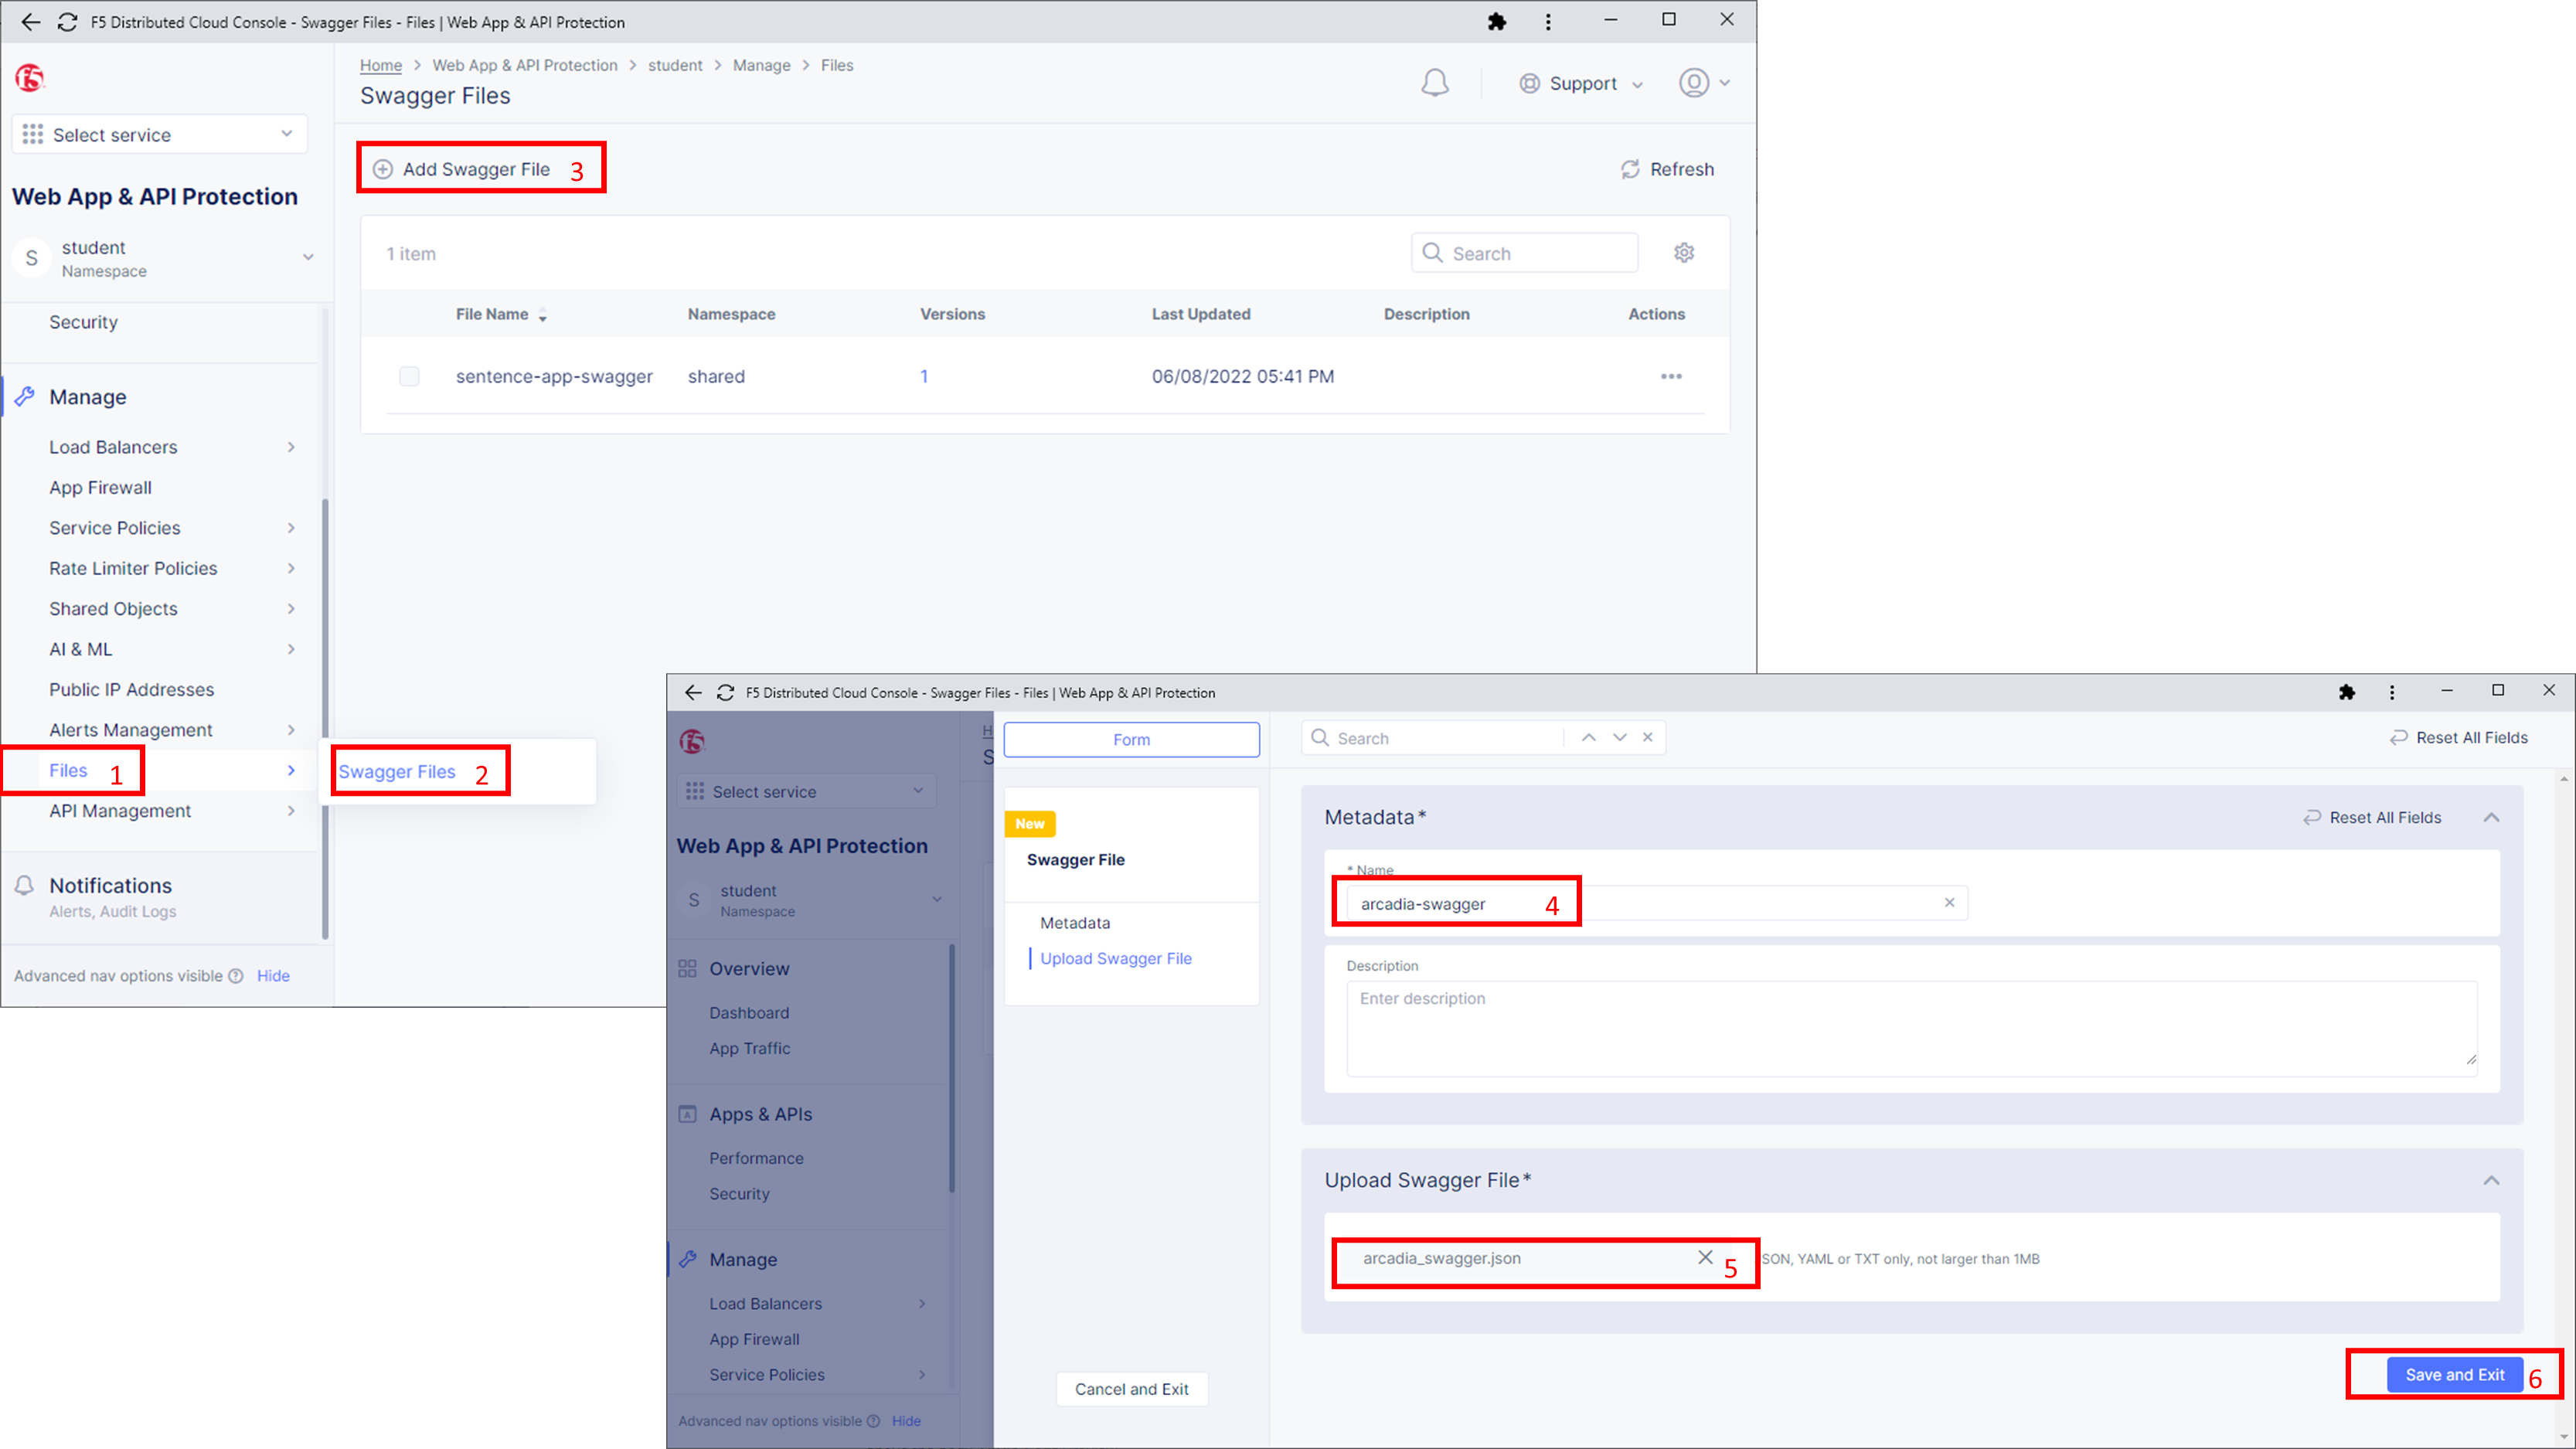 F5 Distributed Cloud Console - Swagger Files - Files | Web App & API Protection
f5
Home > Web App & API Protection > student > Manage > Files
Swagger Files
Support
Select service
Add Swagger File 3
Refresh
Web App & API Protection
S
student
Namespace
1 item
Search
File Name Namespace Versions Last Updated Description Actions
sentence-app-swagger shared 1 06/08/2022 05:41 PM
Security
Manage
Load Balancers
App Firewall
Service Policies
Rate Limiter Policies
Shared Objects
AI & ML
Public IP Addresses
Alerts Management
Files 1
Swagger Files 2
API Management
Notifications
Alerts, Audit Logs
Advanced nav options visible Hide
F5 Distributed Cloud Console - Swagger Files - Files | Web App & API Protection
f5
H
S
Select service
Web App & API Protection
S
student
Namespace
Overview
Dashboard
App Traffic
Apps & APIs
Performance
Security
Manage
Load Balancers
App Firewall
Service Policies
Advanced nav options visible Hide
Form
New
Swagger File
Metadata
Upload Swagger File
Cancel and Exit
Search
Reset All Fields
Metadata*
Reset All Fields
* Name
arcadia-swagger 4
Description
Enter description
Upload Swagger File*
arcadia_swagger.json 5 SON, YAML or TXT only, not larger than 1MB
Save and Exit 6